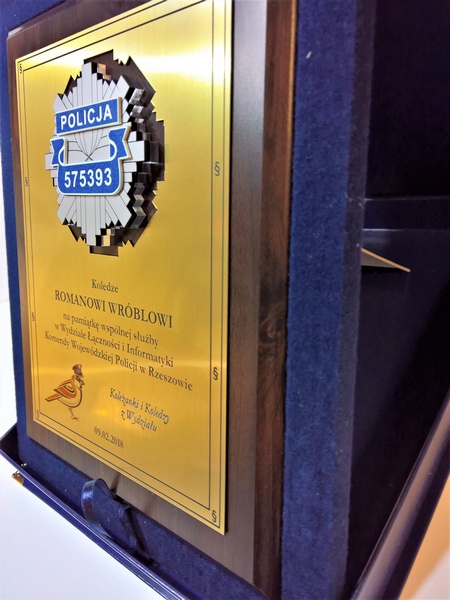 POLICJA
575393
Koledze
ROMANOWI WRÓBLOWI
na pamiątkę wspólnej służby
w Wydziale Łączności i Informatyki
Komendy Wojewódzkiej Policji w Rzeszowie
Koleżanki i Koledzy
z Wydziału
09.02.2018